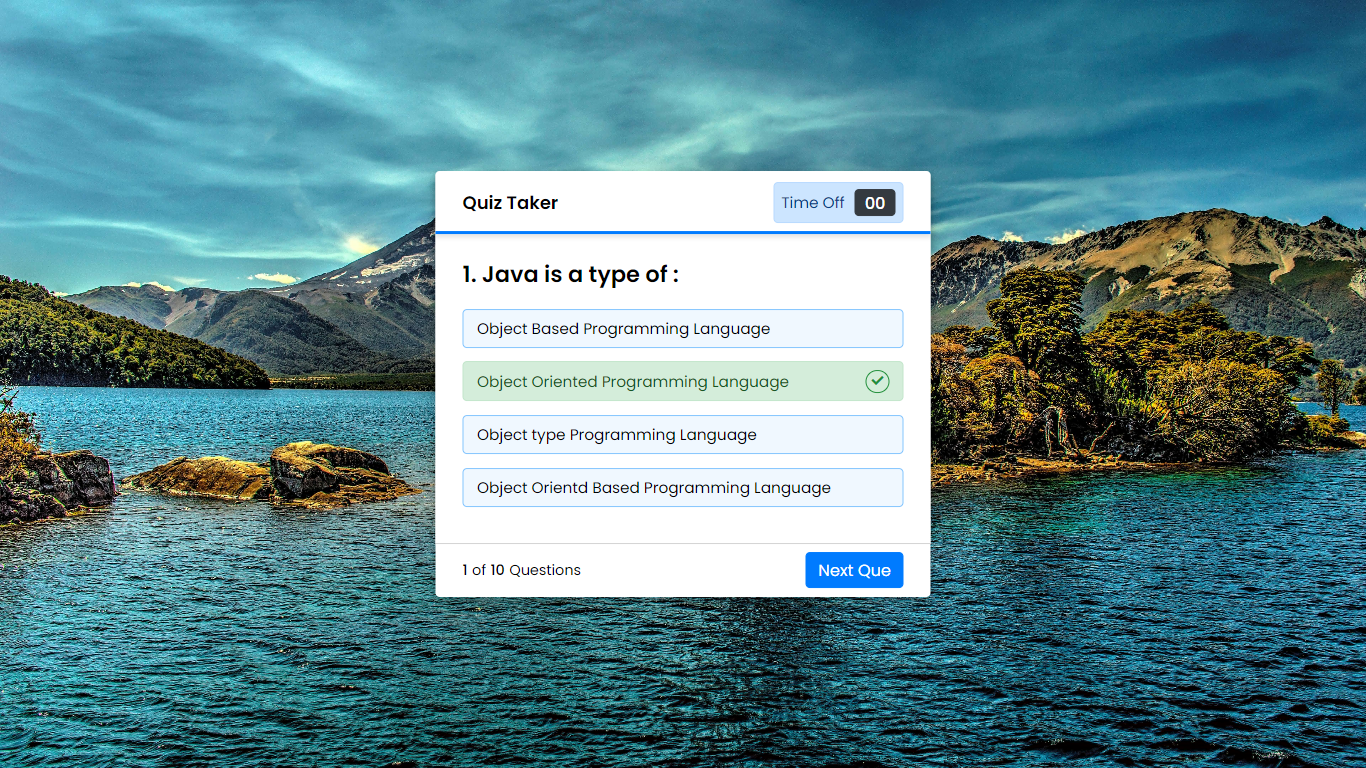 Quiz Taker
Time Off 00
1. Java is a type of :
Object Based Programming Language
Object Oriented Programming Language
Object type Programming Language
Object Orientd Based Programming Language
1 of 10 Questions
Next Que